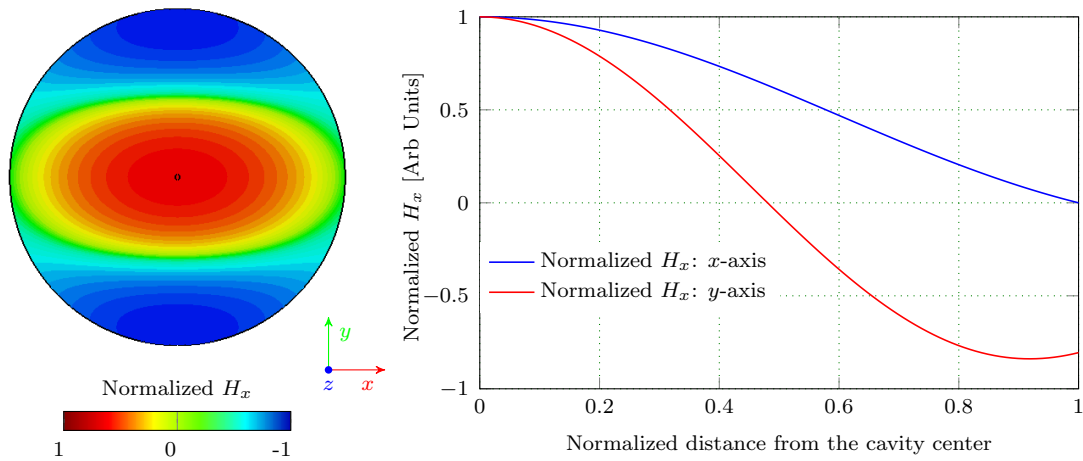 y
z
x
Normalized Hx
1
0
-1
Normalized Hx [Arb Units]
1
0.5
0
−0.5
−1
Normalized Hx: x-axis
Normalized Hx: y-axis
0
0.2
0.4
0.6
0.8
1
Normalized distance from the cavity center